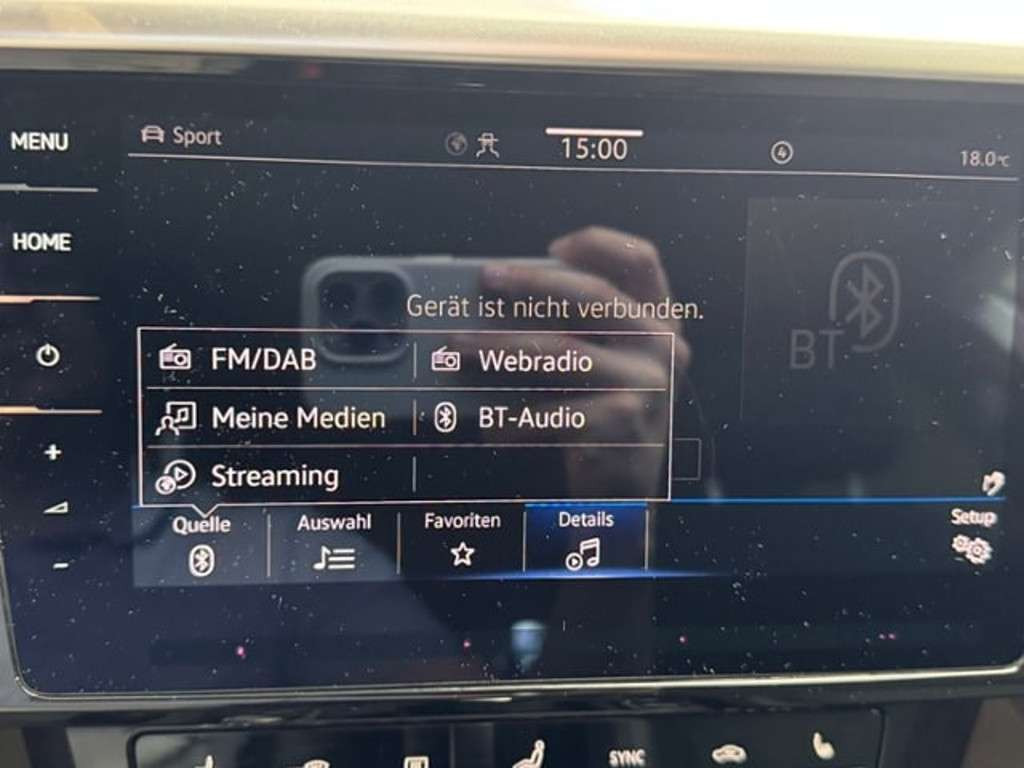 MENU
Sport
15:00
4
18.0°C
HOME
Gerät ist nicht verbunden.
BT
FM/DAB
Webradio
Meine Medien
BT-Audio
Streaming
Quelle
Auswahl
Favoriten
Details
Setup
+
−
SYNC